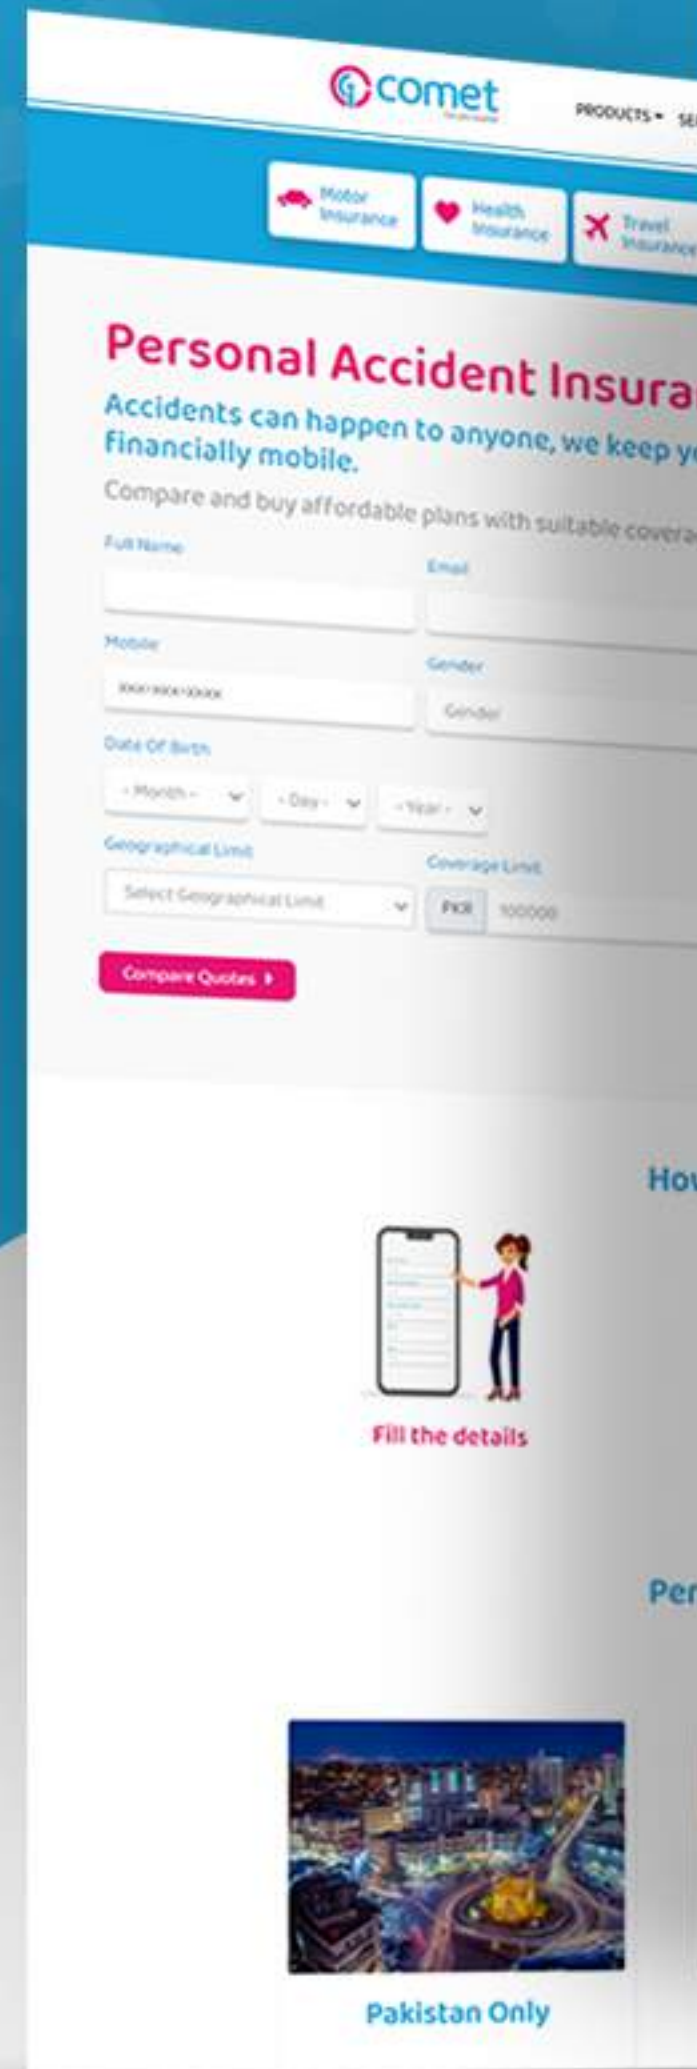 comet
PRODUCTS
Motor
Insurance
Health
Insurance
Travel
Insurance
Personal Accident Insura
Accidents can happen to anyone, we keep y
financially mobile.
Compare and buy affordable plans with suitable covera
Full Name
Email
Mobile
Gender
xxx-xxx-xxxx
Gender
Date Of Birth
- Month -
- Day -
- Year -
Geographical Limit
Coverage Limit
Select Geographical Limit
PKR 100000
Compare Quotes
How
Fill the details
Per
Pakistan Only